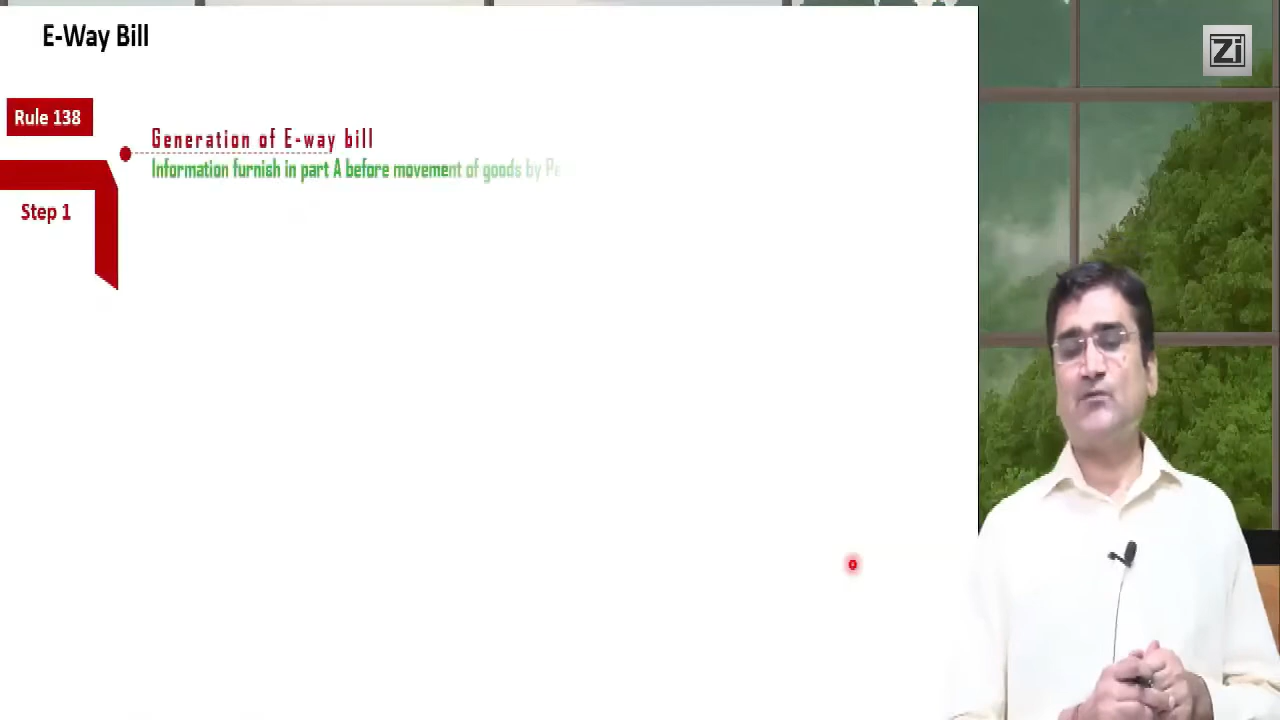 E-Way Bill
Zi
Rule 138
Generation of E-way bill
Information furnish in part A before movement of goods by
Step 1